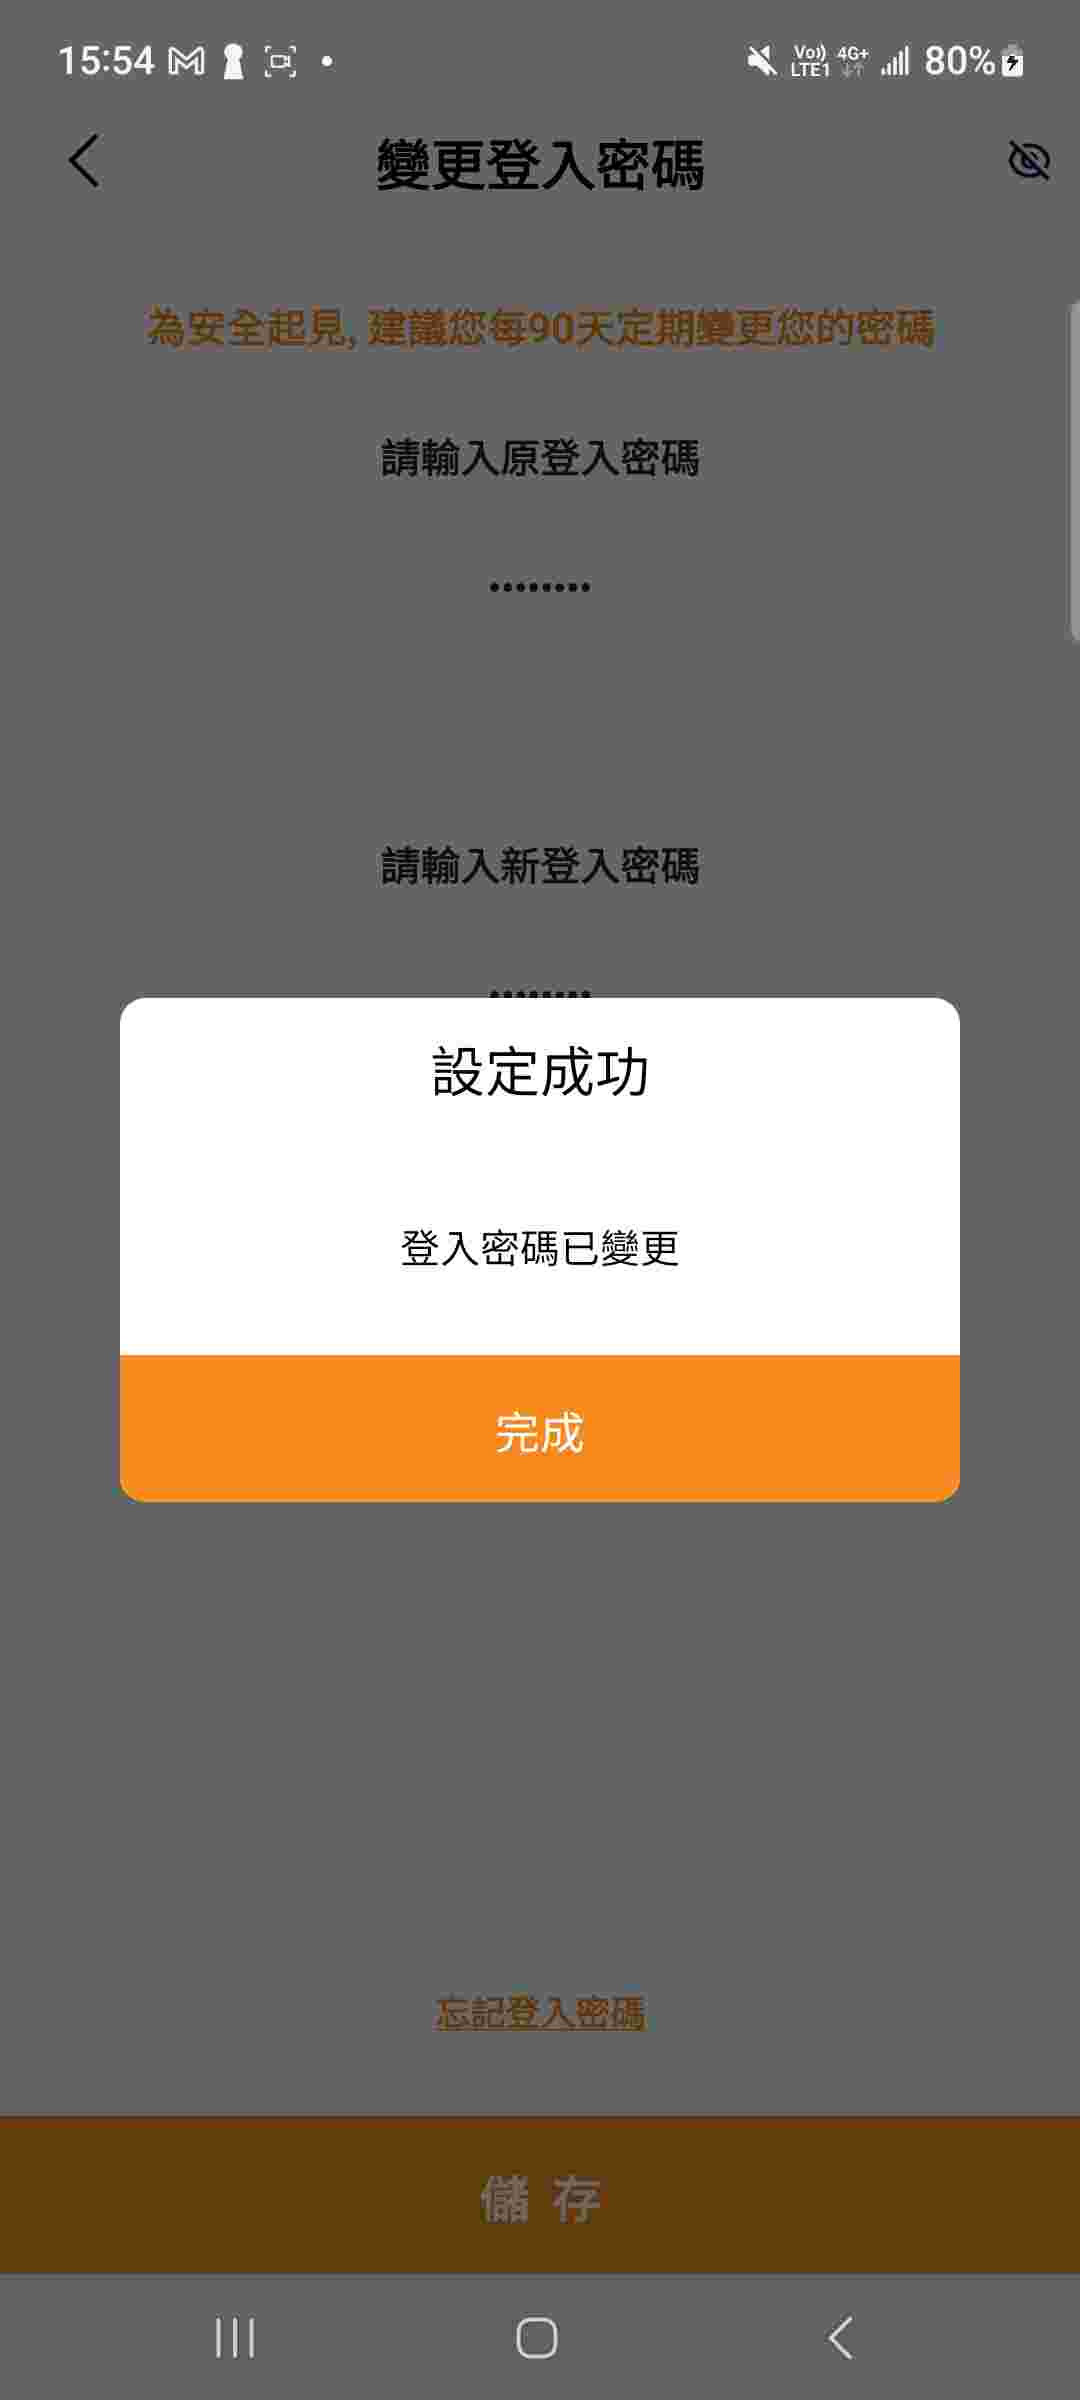 15:54
Vo)) LTE1 4G+ 80%
變更登入密碼
為安全起見, 建議您每90天定期變更您的密碼
請輸入原登入密碼
••••••••
請輸入新登入密碼
••••••••
設定成功
登入密碼已變更
完成
忘記登入密碼
儲 存